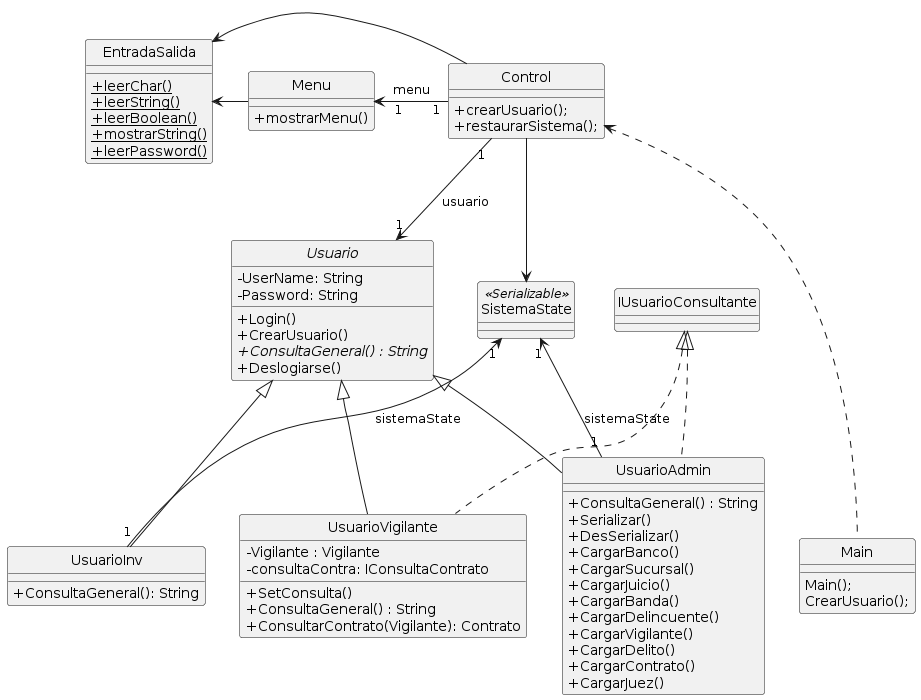 EntradaSalida
+leerChar()
+leerString()
+leerBoolean()
+mostrarString()
+leerPassword()
Menu
+mostrarMenu()
menu
1
1
Control
+crearUsuario();
+restaurarSistema();
1
usuario
1
Usuario
-UserName: String
-Password: String
+Login()
+CrearUsuario()
+ConsultaGeneral() : String
+Deslogiarse()
«Serializable»
SistemaState
1
1
IUsuarioConsultante
sistemaState
sistemaState
1
1
UsuarioInv
+ConsultaGeneral(): String
UsuarioVigilante
-Vigilante : Vigilante
-consultaContra: IConsultaContrato
+SetConsulta()
+ConsultaGeneral() : String
+ConsultarContrato(Vigilante): Contrato
UsuarioAdmin
+ConsultaGeneral() : String
+Serializar()
+DesSerializar()
+CargarBanco()
+CargarSucursal()
+CargarJuicio()
+CargarBanda()
+CargarDelincuente()
+CargarVigilante()
+CargarDelito()
+CargarContrato()
+CargarJuez()
Main
Main();
CrearUsuario();